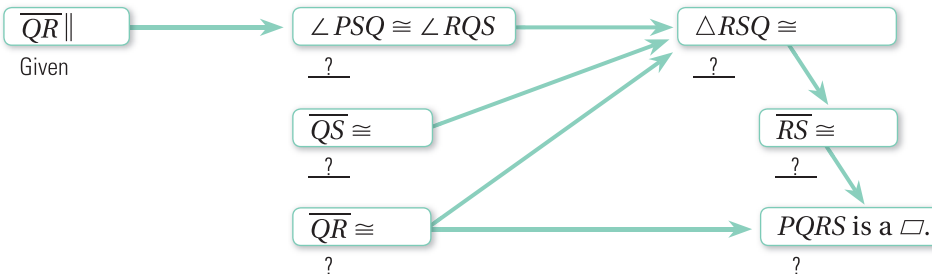 QR ∥
Given
∠PSQ ≅ ∠RQS
?
△RSQ ≅
?
QS ≅
?
RS ≅
?
QR ≅
?
PQRS is a ▱.
?